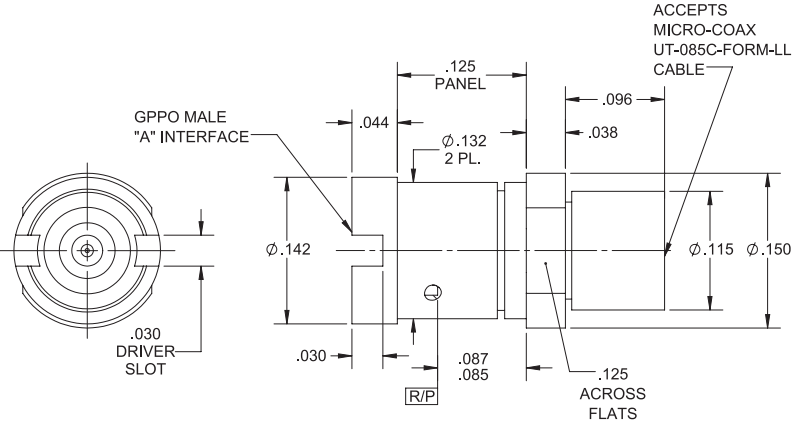 ACCEPTS
MICRO-COAX
UT-085C-FORM-LL
CABLE
.125
PANEL
.096
.044
.038
GPPO MALE
"A" INTERFACE
Ø.132
2 PL.
Ø.142
Ø.115
Ø.150
.030
DRIVER
SLOT
.030
.087
.085
R/P
.125
ACROSS
FLATS